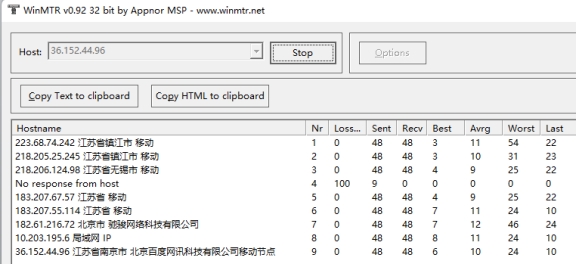 WinMTR v0.92 32 bit by Appnor MSP - www.winmtr.net
Host: 36.152.44.96 Stop Options
Copy Text to clipboard Copy HTML to clipboard
Hostname Nr Loss... Sent Recv Best Avrg Worst Last
223.68.74.242 江苏省镇江市 移动 1 0 48 48 3 11 54 22
218.205.25.245 江苏省镇江市 移动 2 0 48 48 3 10 31 23
218.206.124.98 江苏省无锡市 移动 3 0 48 48 4 9 25 22
No response from host 4 100 9 0 0 0 0 0
183.207.67.57 江苏省 移动 5 0 48 48 4 9 25 22
183.207.55.114 江苏省 移动 6 0 48 48 7 11 24 10
182.61.216.72 北京市 驰骏网络科技有限公司 7 0 48 48 7 12 46 24
10.203.195.6 局域网 IP 8 0 48 48 8 11 24 10
36.152.44.96 江苏省南京市 北京百度网讯科技有限公司移动节点 9 0 48 48 6 10 24 10